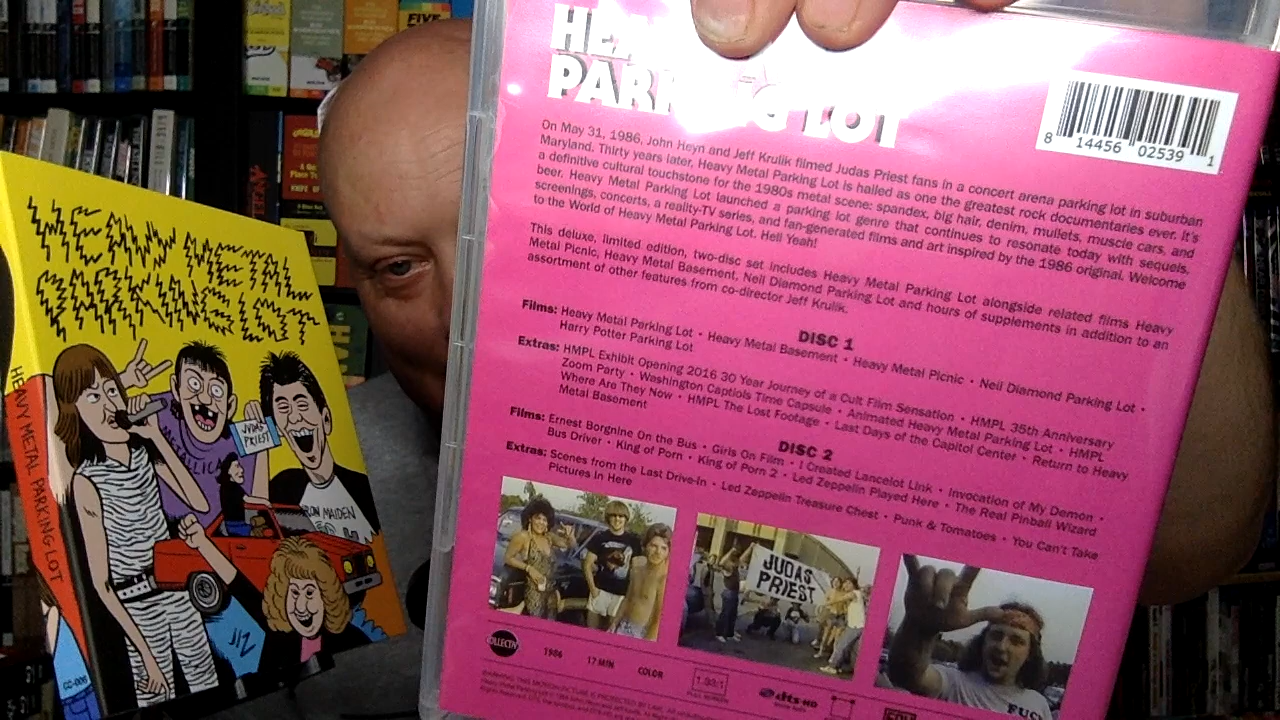 HEAVY METAL PARKING LOT
HEAVY METAL PARKING LOT
METALLICA
JUDAS
PRIEST
IRON MAIDEN
JIZ
CC-006
FIVE
PARKING LOT
8 14456 02539 1
On May 31, 1986, John Heyn and Jeff Krulik filmed Judas Priest fans in a concert arena parking lot in suburban
Maryland. Thirty years later, Heavy Metal Parking Lot is hailed as one the greatest rock documentaries ever. It's
a definitive cultural touchstone for the 1980s metal scene: spandex, big hair, denim, mullets, muscle cars, and
beer. Heavy Metal Parking Lot launched a parking lot genre that continues to resonate today with sequels,
screenings, concerts, a reality-TV series, and fan-generated films and art inspired by the 1986 original. Welcome
to the World of Heavy Metal Parking Lot. Hell Yeah!
This deluxe, limited edition, two-disc set includes Heavy Metal Parking Lot alongside related films Heavy
Metal Picnic, Heavy Metal Basement, Neil Diamond Parking Lot and hours of supplements in addition to an
assortment of other features from co-director Jeff Krulik.
DISC 1
Films: Heavy Metal Parking Lot • Heavy Metal Basement • Heavy Metal Picnic • Neil Diamond Parking Lot •
Harry Potter Parking Lot
Extras: HMPL Exhibit Opening 2016 30 Year Journey of a Cult Film Sensation • HMPL 35th Anniversary
Zoom Party • Washington Captiols Time Capsule • Animated Heavy Metal Parking Lot • HMPL
Where Are They Now • HMPL The Lost Footage • Last Days of the Capitol Center • Return to Heavy
Metal Basement
DISC 2
Films: Ernest Borgnine On the Bus • Girls On Film • I Created Lancelot Link • Invocation of My Demon •
Bus Driver • King of Porn • King of Porn 2 • Led Zeppelin Played Here • The Real Pinball Wizard
Extras: Scenes from the Last Drive-In • Led Zeppelin Treasure Chest • Punk & Tomatoes • You Can't Take
Pictures In Here
JUDAS
PRIEST
1986 17 MIN COLOR 1.33:1 dts-HD